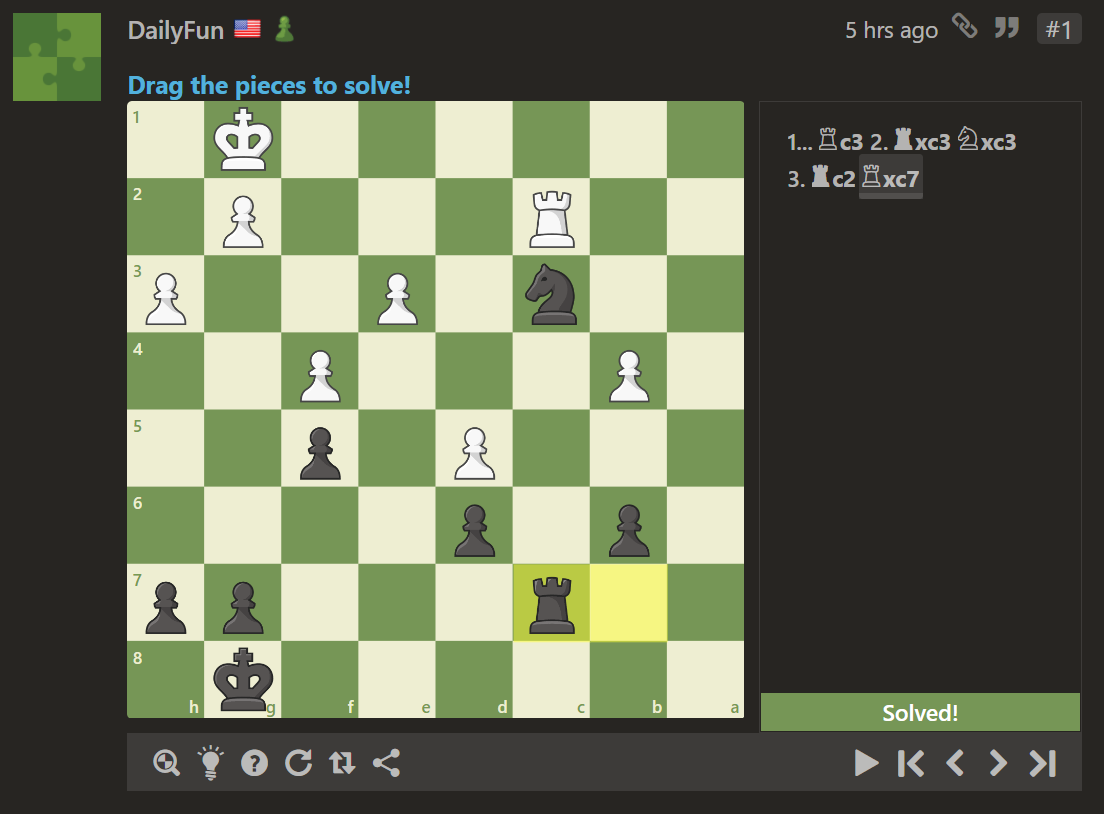 DailyFun
5 hrs ago #1
Drag the pieces to solve!
1
2
3
4
5
6
7
8
h g f e d c b a
1... ♖c3 2. ♜xc3 ♘xc3
3. ♜c2 ♖xc7
Solved!